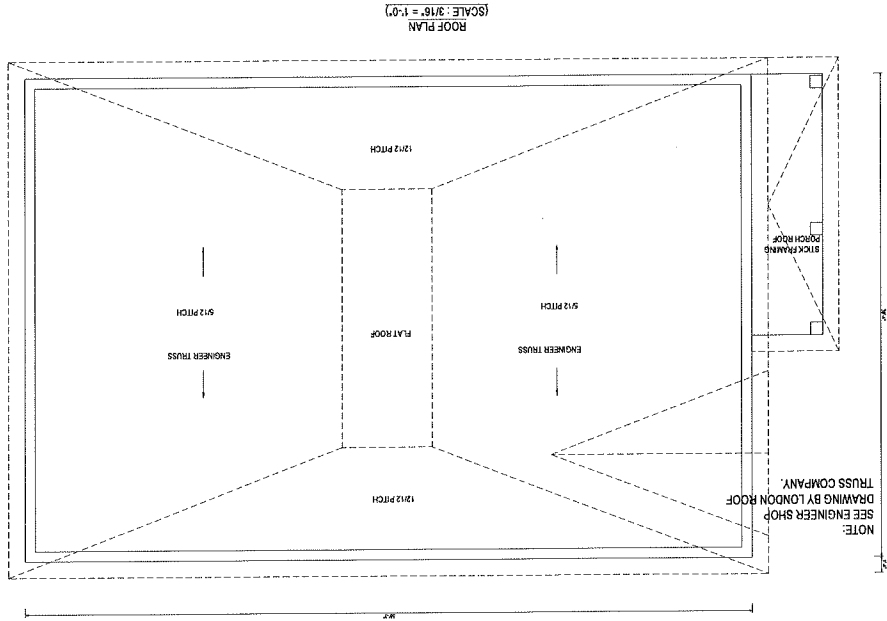 NOTE:
SEE ENGINEER SHOP
DRAWING BY LONDON ROOF
TRUSS COMPANY.
12/12 PITCH
ENGINEER TRUSS
5/12 PITCH
FLAT ROOF
ENGINEER TRUSS
5/12 PITCH
STICK FRAMING
PORCH ROOF
12/12 PITCH
ROOF PLAN
(SCALE : 3/16" = 1'-0")